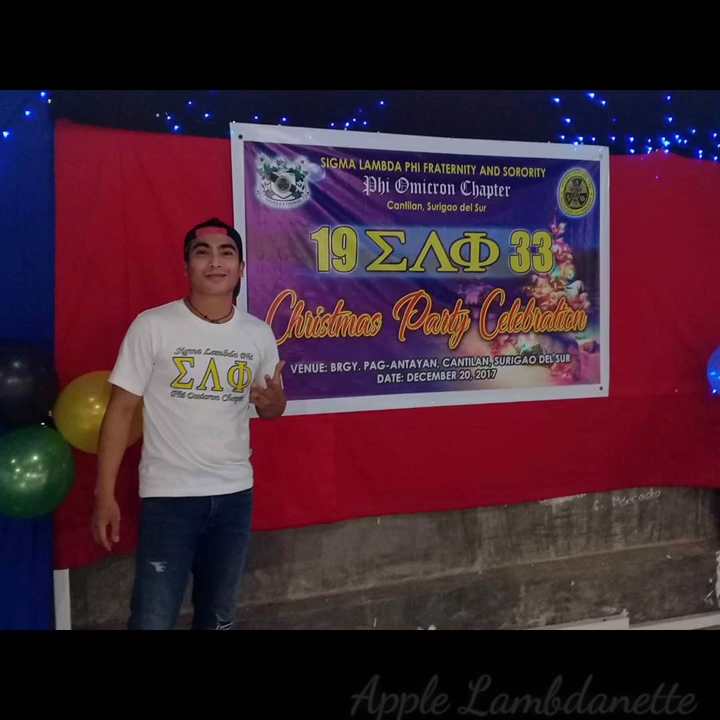 SIGMA LAMBDA PHI FRATERNITY AND SORORITY
Phi Omicron Chapter
Cantilan, Surigao del Sur
19 ΣΛΦ 33
Christmas Party Celebration
VENUE: BRGY. PAG-ANTAYAN, CANTILAN, SURIGAO DEL SUR
DATE: DECEMBER 20, 2017
Sigma Lambda Phi
ΣΛΦ
Phi Omicron Chapter
Mercado
Apple Lambdanette